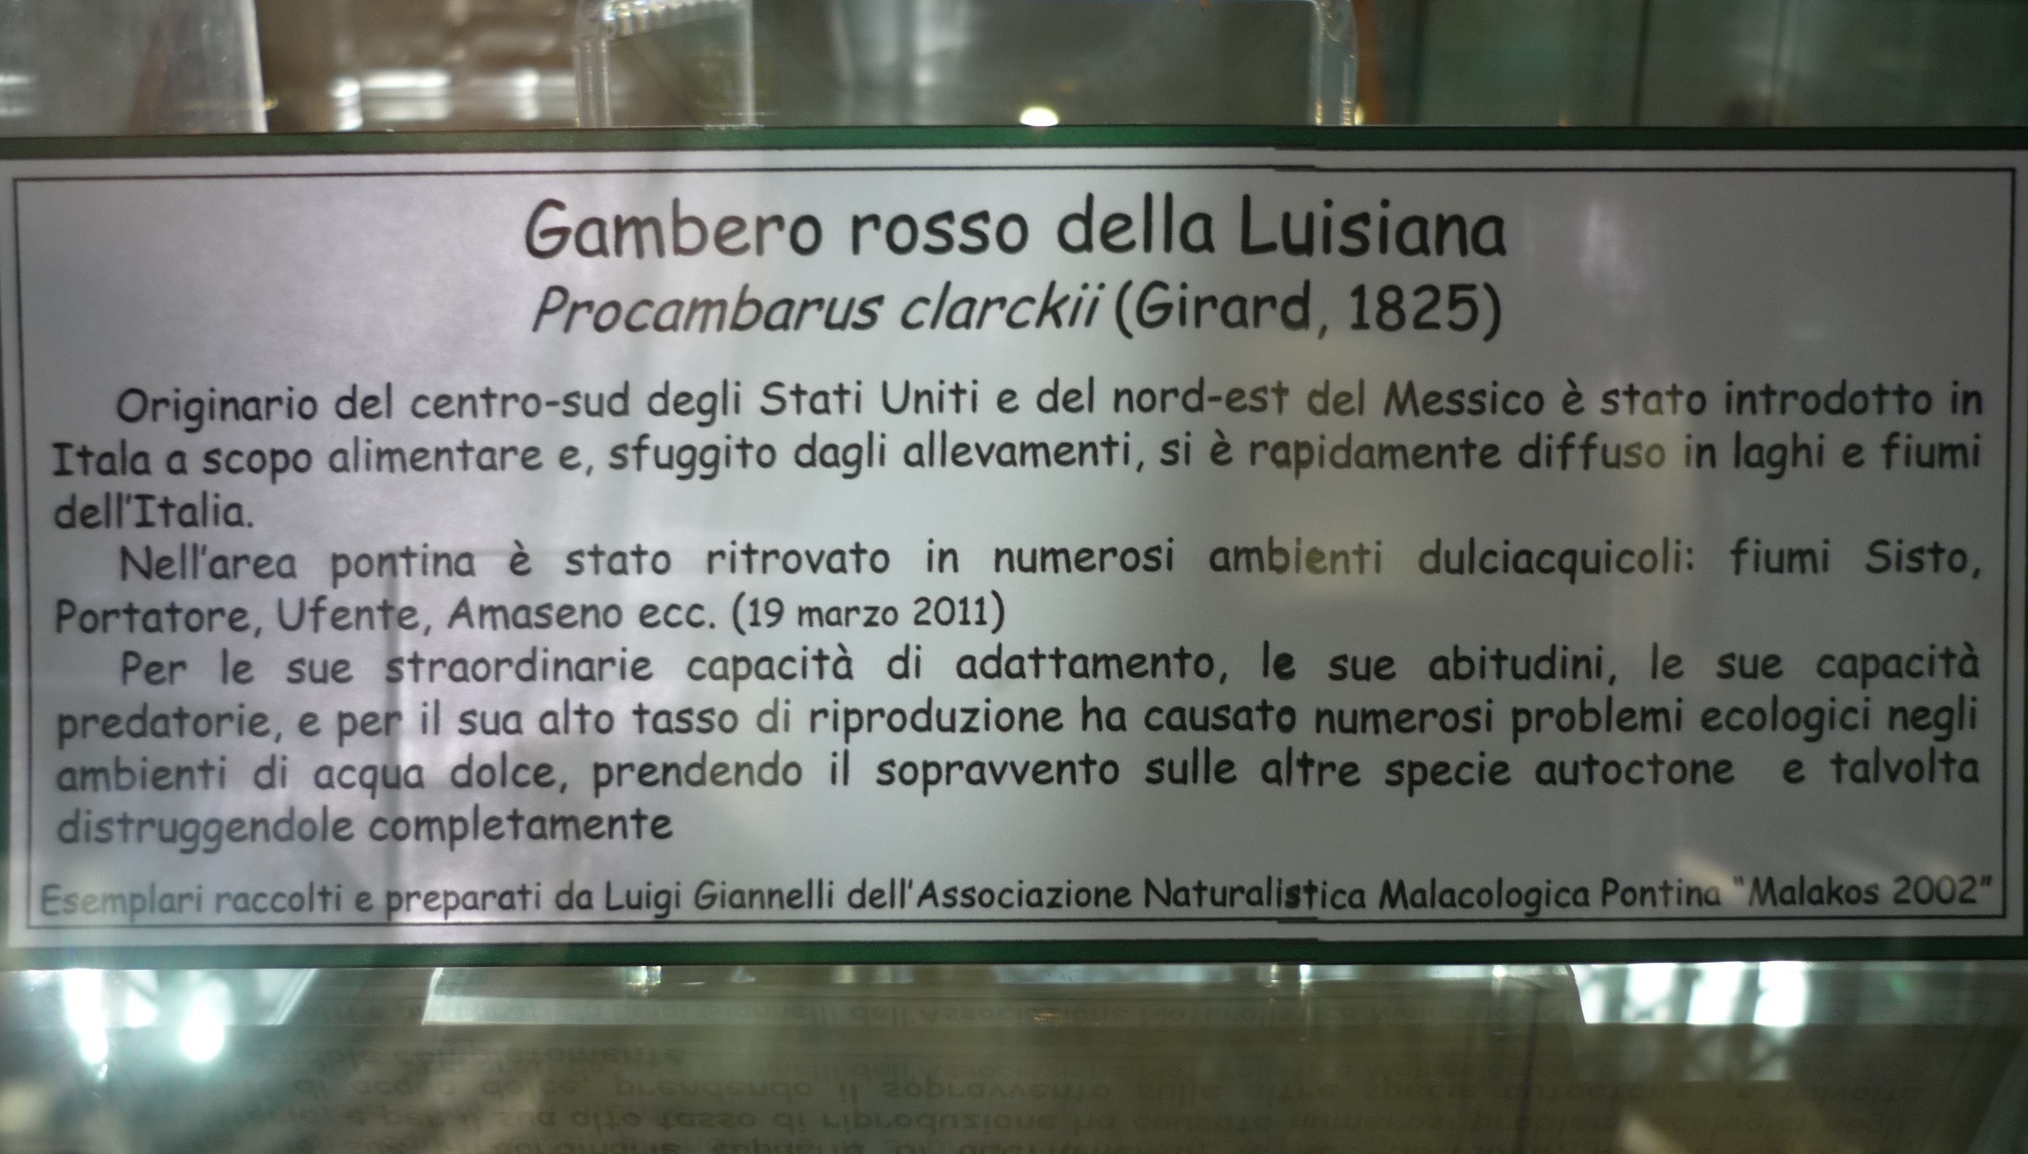 Gambero rosso della Luisiana
Procambarus clarckii (Girard, 1825)
Originario del centro-sud degli Stati Uniti e del nord-est del Messico è stato introdotto in
Itala a scopo alimentare e, sfuggito dagli allevamenti, si è rapidamente diffuso in laghi e fiumi
dell'Italia.
Nell'area pontina è stato ritrovato in numerosi ambienti dulciacquicoli: fiumi Sisto,
Portatore, Ufente, Amaseno ecc. (19 marzo 2011)
Per le sue straordinarie capacità di adattamento, le sue abitudini, le sue capacità
predatorie, e per il sua alto tasso di riproduzione ha causato numerosi problemi ecologici negli
ambienti di acqua dolce, prendendo il sopravvento sulle altre specie autoctone e talvolta
distruggendole completamente
Esemplari raccolti e preparati da Luigi Giannelli dell'Associazione Naturalistica Malacologica Pontina "Malakos 2002"